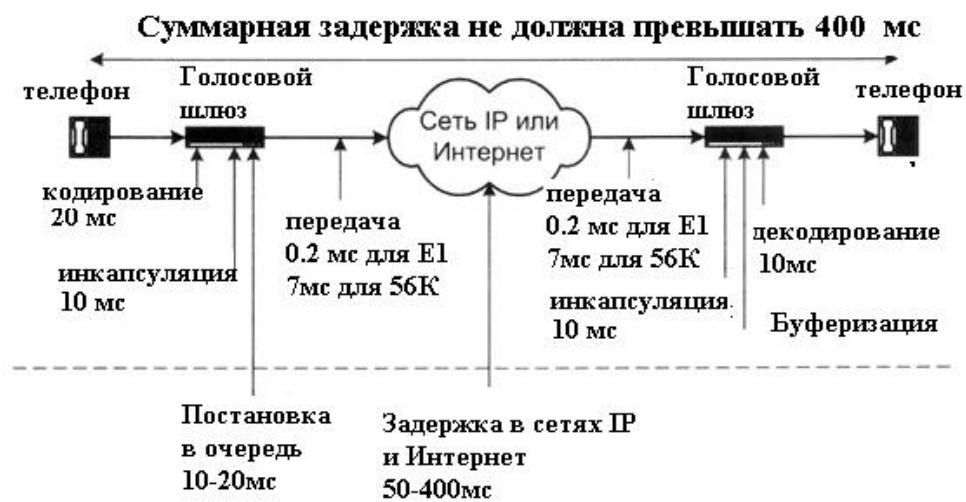 Суммарная задержка не должна превышать 400 мс
телефон
Голосовой
шлюз
Сеть IP или
Интернет
Голосовой
шлюз
телефон
кодирование
20 мс
инкапсуляция
10 мс
передача
0.2 мс для E1
7мс для 56К
передача
0.2 мс для E1
7мс для 56К
инкапсуляция
10 мс
декодирование
10мс
Буферизация
Постановка
в очередь
10-20мс
Задержка в сетях IP
и Интернет
50-400мс